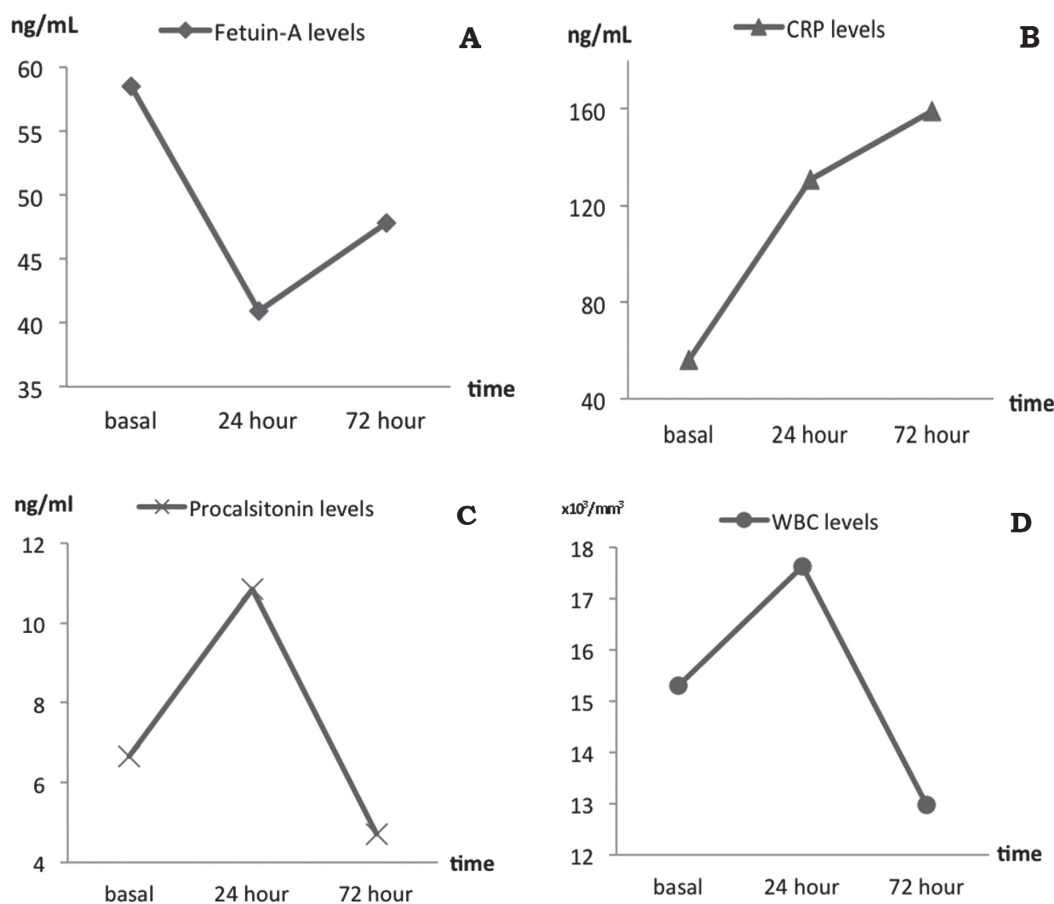 ng/mL
Fetuin-A levels
A
60
55
50
45
40
35
time
basal
24 hour
72 hour
ng/mL
CRP levels
B
160
120
80
40
time
basal
24 hour
72 hour
ng/ml
Procalsitonin levels
C
12
10
8
6
4
time
basal
24 hour
72 hour
x10³/mm³
WBC levels
D
18
17
16
15
14
13
12
time
basal
24 hour
72 hour